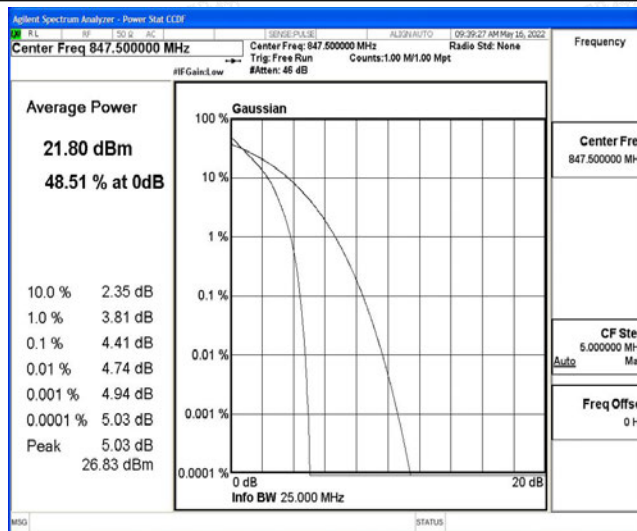 Agilent Spectrum Analyzer - Power Stat CCDF
RL RF 50 Ω AC SENSE:PULSE ALIGN AUTO 09:39:27 AM May 16, 2022
Center Freq 847.500000 MHz
Center Freq: 847.500000 MHz Radio Std: None
Trig: Free Run Counts:1.00 M/1.00 Mpt
#IFGain:Low #Atten: 46 dB
Frequency
Average Power
21.80 dBm
48.51 % at 0dB
10.0 % 2.35 dB
1.0 % 3.81 dB
0.1 % 4.41 dB
0.01 % 4.74 dB
0.001 % 4.94 dB
0.0001 % 5.03 dB
Peak 5.03 dB
26.83 dBm
Gaussian
100 %
10 %
1 %
0.1 %
0.01 %
0.001 %
0.0001 %
0 dB 20 dB
Info BW 25.000 MHz
Center Fre
847.500000 MH
CF Ste
5.000000 MH
Auto Ma
Freq Offs
0 H
MSG STATUS